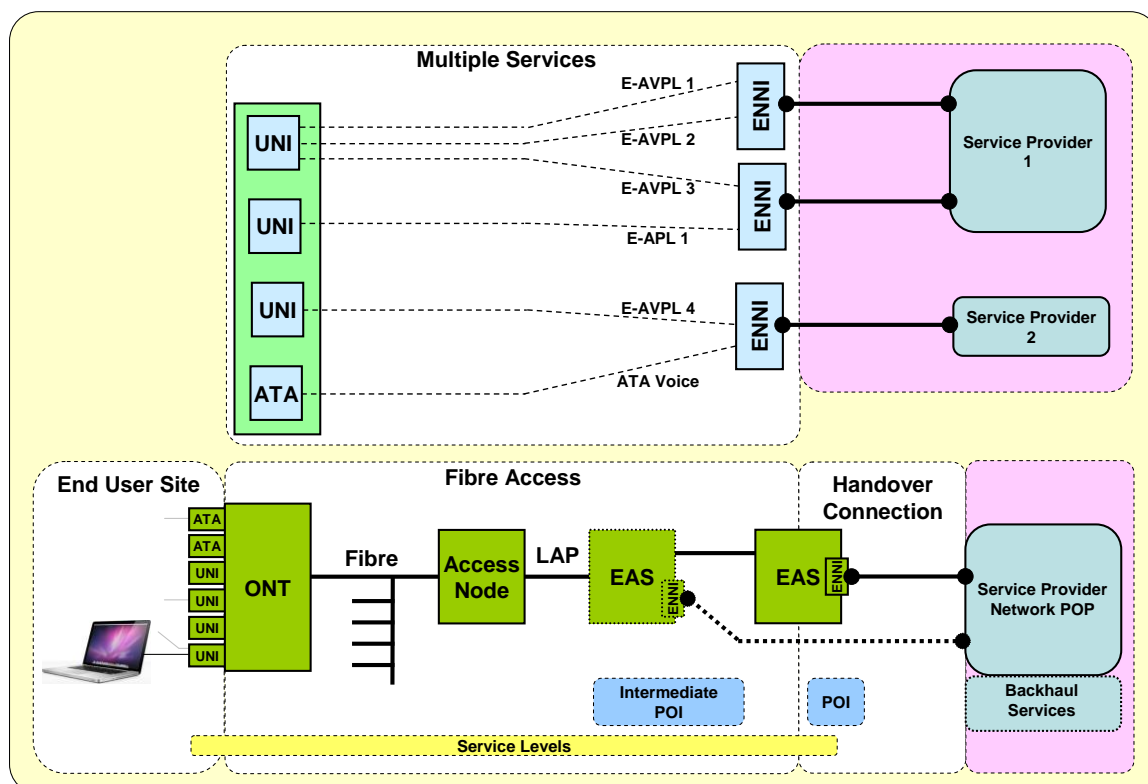 Multiple Services
E-AVPL 1
UNI
ENNI
E-AVPL 2
Service Provider
1
E-AVPL 3
UNI
ENNI
E-APL 1
UNI
E-AVPL 4
ENNI
Service Provider
2
ATA
ATA Voice
End User Site
Fibre Access
Handover
Connection
ATA
ATA
UNI
UNI
UNI
UNI
ONT
Fibre
Access
Node
LAP
EAS
ENNI
EAS
ENNI
Service Provider
Network POP
Intermediate
POI
POI
Backhaul
Services
Service Levels